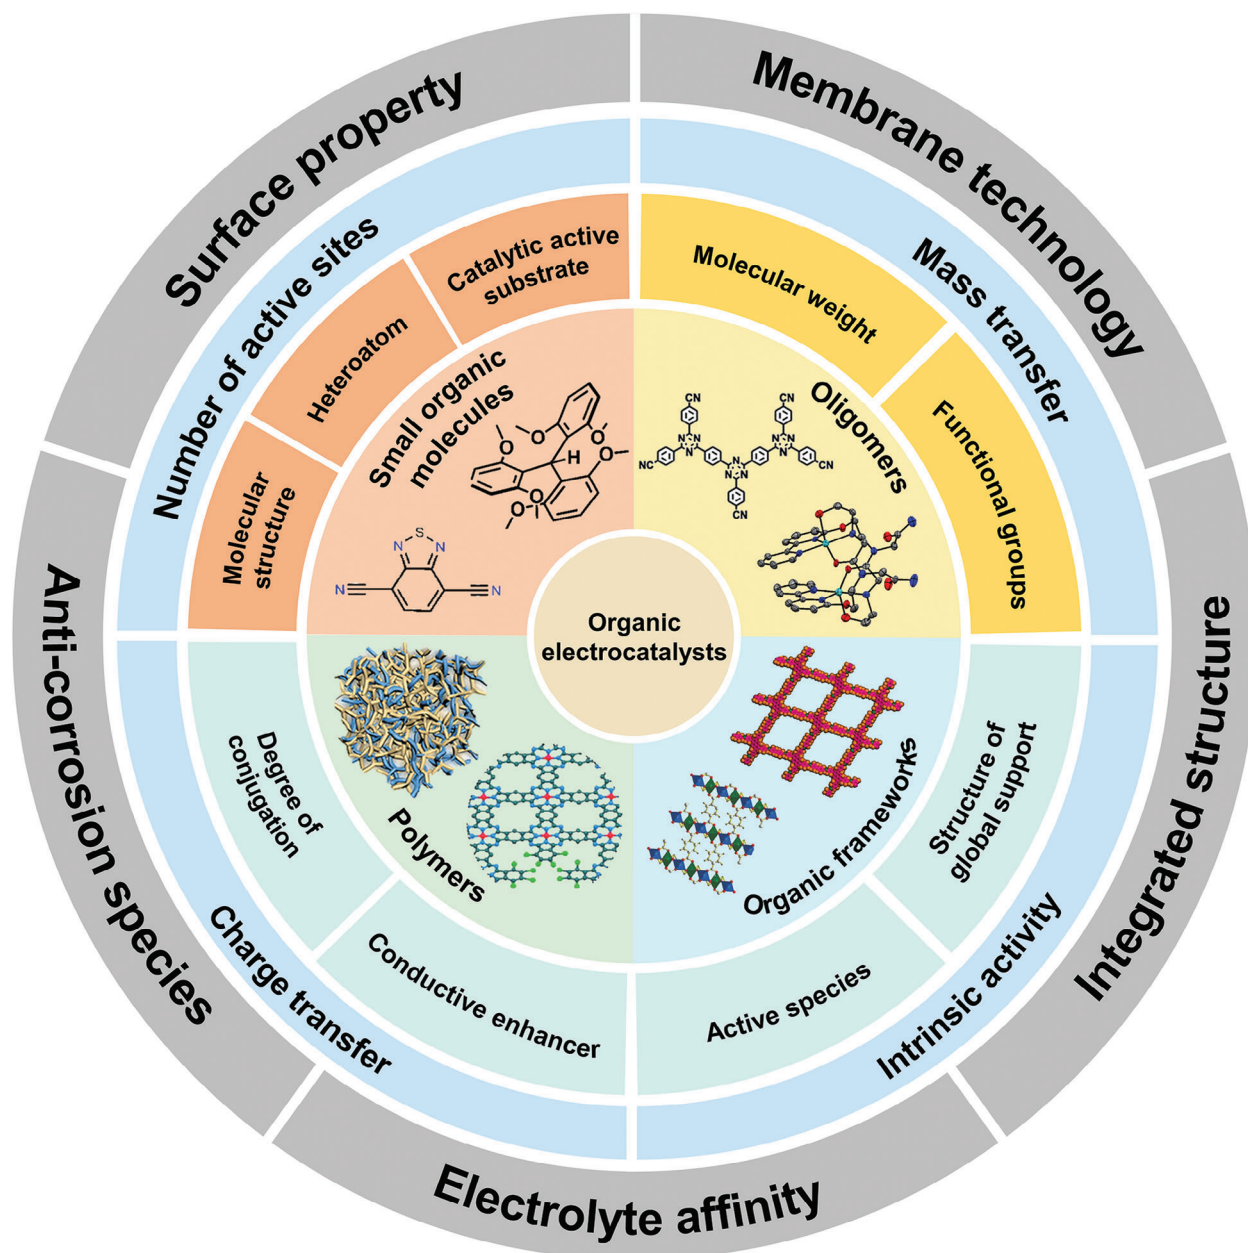 Surface property
Membrane technology
Integrated structure
Electrolyte affinity
Anti-corrosion species
Number of active sites
Mass transfer
Intrinsic activity
Charge transfer
Molecular
structure
Heteroatom
Catalytic active
substrate
Molecular weight
Functional groups
Structure of
global support
Active species
Conductive enhancer
Degree of
conjugation
Small organic
molecules
Oligomers
Organic frameworks
Polymers
Organic
electrocatalysts